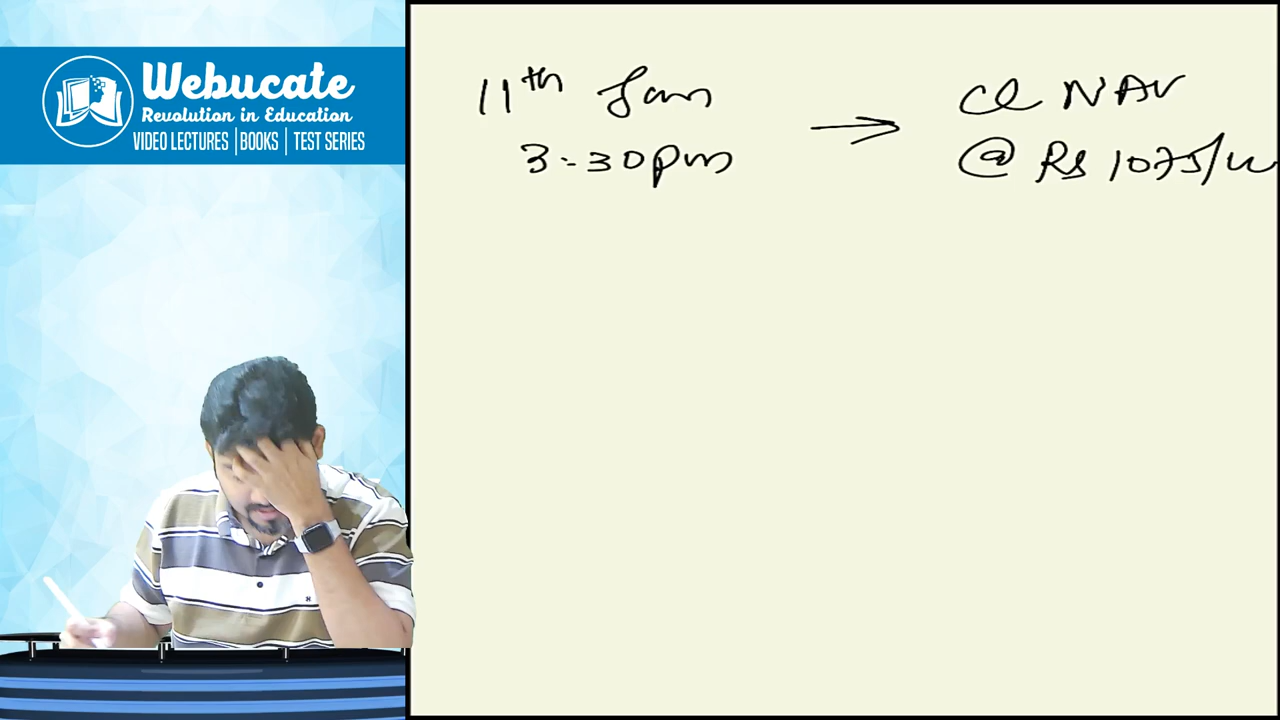 Webucate
Revolution in Education
VIDEO LECTURES | BOOKS | TEST SERIES
11th Jan
3:30pm
→
Cl NAV
@ Rs 1075/u